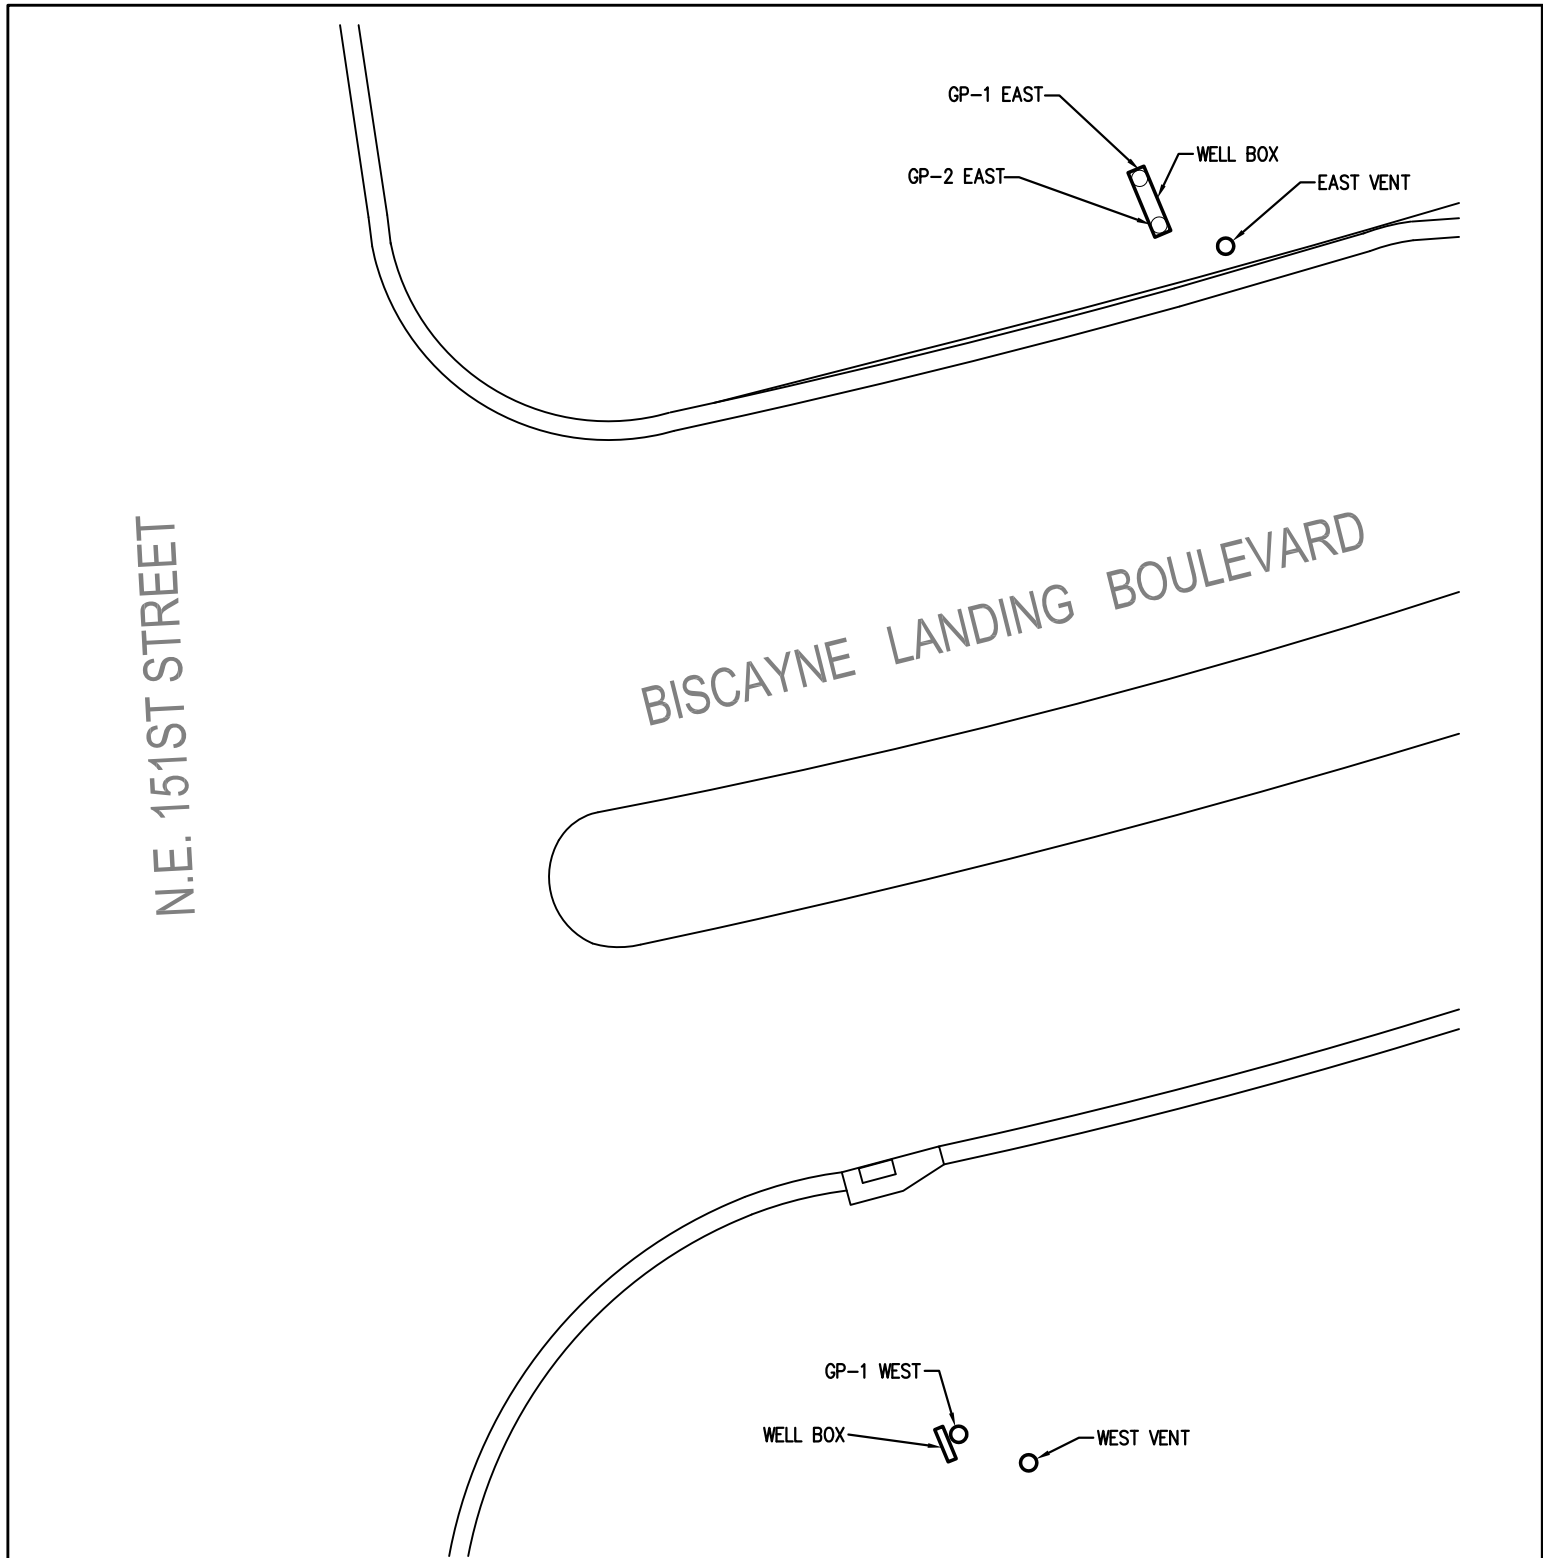 GP-1 EAST
WELL BOX
GP-2 EAST
EAST VENT
BISCAYNE LANDING BOULEVARD
N.E. 151ST STREET
GP-1 WEST
WELL BOX
WEST VENT